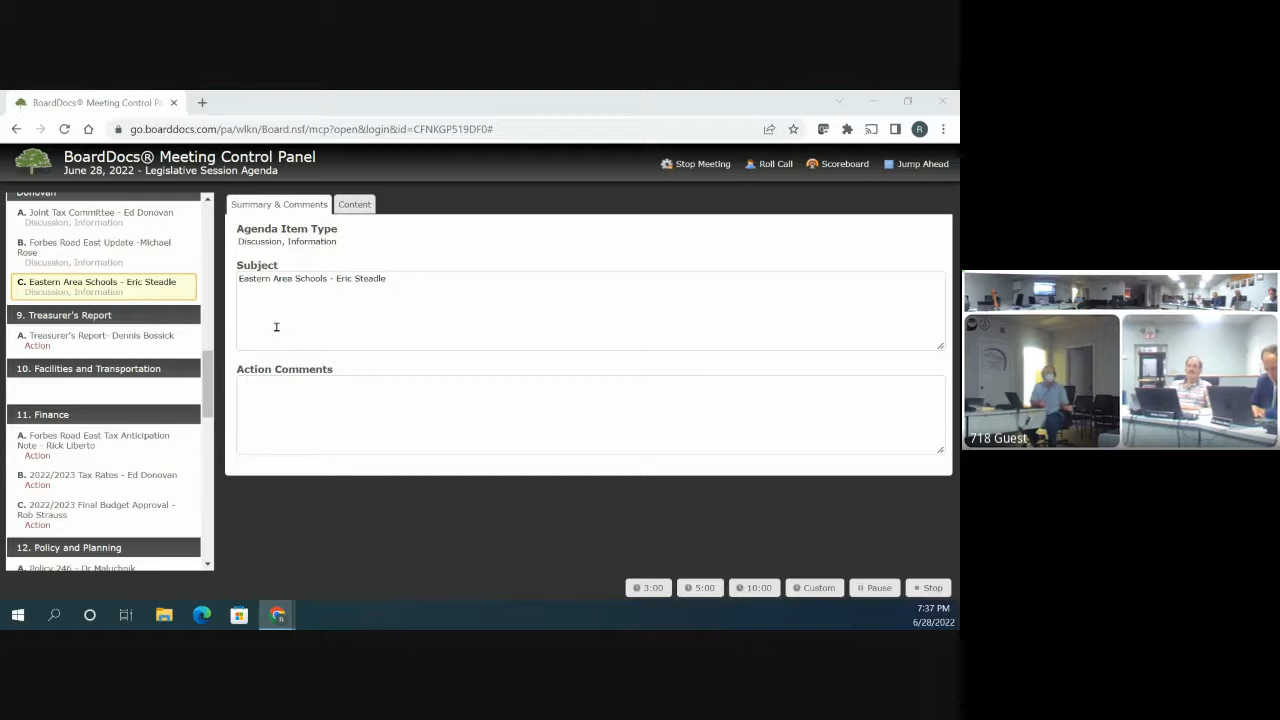 BoardDocs® Meeting Control Pa
go.boarddocs.com/pa/wlkn/Board.nsf/mcp?open&login&id=CFNKGP519DF0#
R
BoardDocs® Meeting Control Panel
June 28, 2022 - Legislative Session Agenda
Stop Meeting
Roll Call
Scoreboard
Jump Ahead
Donovan
A. Joint Tax Committee - Ed Donovan
Discussion, Information
B. Forbes Road East Update -Michael
Rose
Discussion, Information
C. Eastern Area Schools - Eric Steadle
Discussion, Information
9. Treasurer's Report
A. Treasurer's Report- Dennis Bossick
Action
10. Facilities and Transportation
11. Finance
A. Forbes Road East Tax Anticipation
Note - Rick Liberto
Action
B. 2022/2023 Tax Rates - Ed Donovan
Action
C. 2022/2023 Final Budget Approval -
Rob Strauss
Action
12. Policy and Planning
A. Policy 246 - Dr Maluchnik
Summary & Comments
Content
Agenda Item Type
Discussion, Information
Subject
Eastern Area Schools - Eric Steadle
Action Comments
3:00
5:00
10:00
Custom
Pause
Stop
7:37 PM
6/28/2022
718 Guest